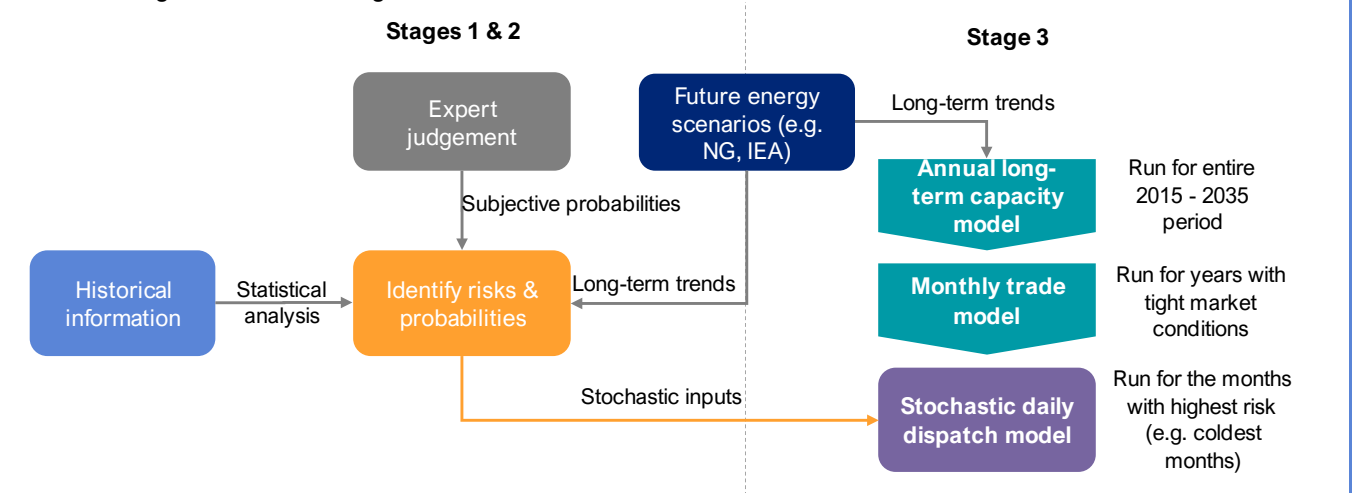 Stages 1 & 2
Stage 3
Expert
judgement
Future energy
scenarios (e.g.
NG, IEA)
Long-term trends
Annual long-
term capacity
model
Run for entire
2015 - 2035
period
Subjective probabilities
Historical
information
Statistical
analysis
Identify risks &
probabilities
Long-term trends
Monthly trade
model
Run for years with
tight market
conditions
Stochastic inputs
Stochastic daily
dispatch model
Run for the months
with highest risk
(e.g. coldest
months)